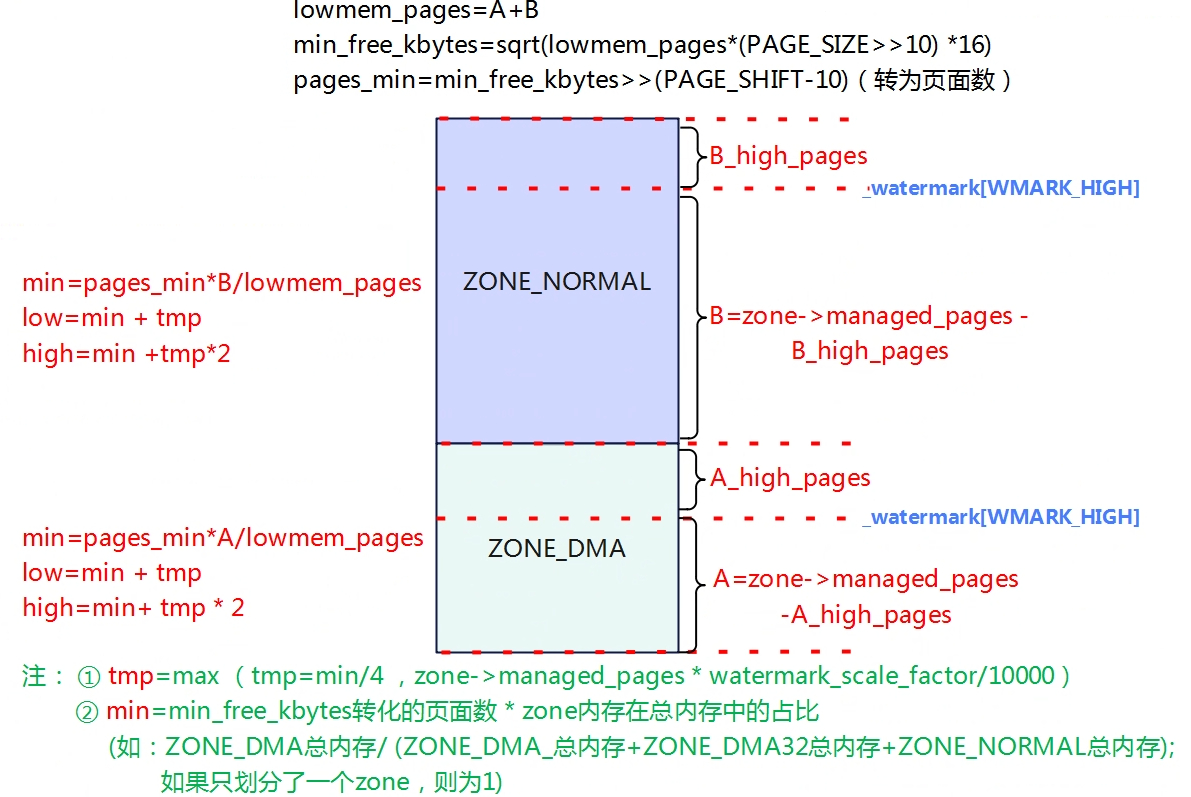 lowmem_pages=A+B
min_free_kbytes=sqrt(lowmem_pages*(PAGE_SIZE>>10) *16)
pages_min=min_free_kbytes>>(PAGE_SHIFT-10)（转为页面数）
B_high_pages
_watermark[WMARK_HIGH]
min=pages_min*B/lowmem_pages
low=min + tmp
high=min +tmp*2
ZONE_NORMAL
B=zone->managed_pages -
B_high_pages
A_high_pages
_watermark[WMARK_HIGH]
min=pages_min*A/lowmem_pages
low=min + tmp
high=min+ tmp * 2
ZONE_DMA
A=zone->managed_pages
-A_high_pages
注：① tmp=max（tmp=min/4 ，zone->managed_pages * watermark_scale_factor/10000）
② min=min_free_kbytes转化的页面数 * zone内存在总内存中的占比
(如：ZONE_DMA总内存/ (ZONE_DMA_总内存+ZONE_DMA32总内存+ZONE_NORMAL总内存);
如果只划分了一个zone，则为1)